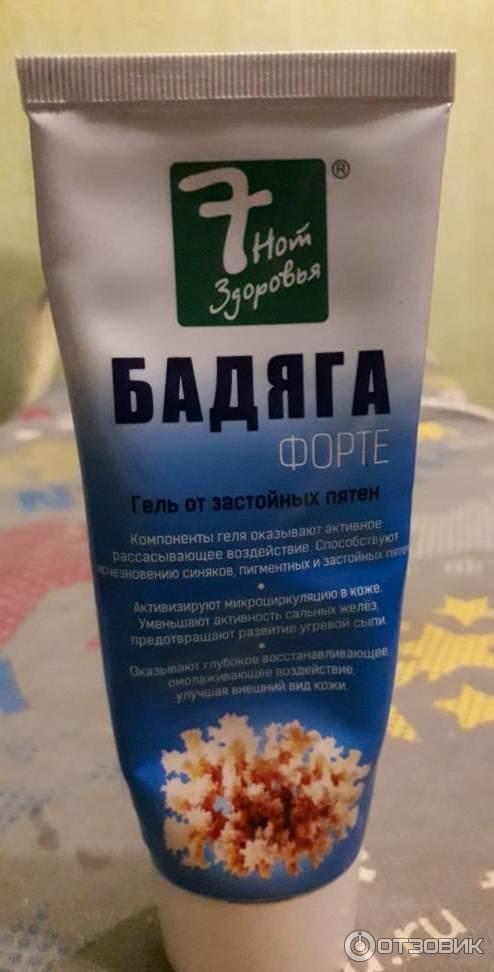 7 Нот
Здоровья
®
БАДЯГА
ФОРТЕ
Гель от застойных пятен
Компоненты геля оказывают активное
рассасывающее воздействие. Способствуют
исчезновению синяков, пигментных и застойных пятен
Активизируют микроциркуляцию в коже.
Уменьшают активность сальных желёз,
предотвращают развитие угревой сыпи.
Оказывают глубокое восстанавливающее,
омолаживающее воздействие,
улучшая внешний вид кожи.
.ru
ОТЗОВИК